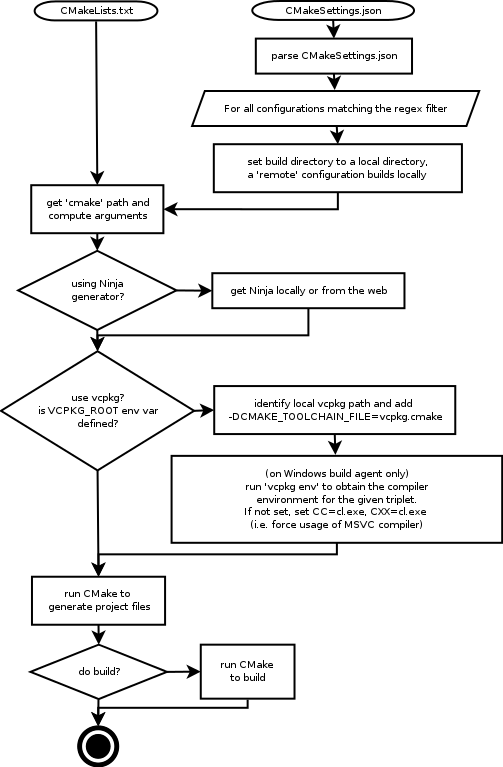 CMakeLists.txt
CMakeSettings.json
parse CMakeSettings.json
For all configurations matching the regex filter
set build directory to a local directory,
a 'remote' configuration builds locally
get 'cmake' path and
compute arguments
using Ninja
generator?
get Ninja locally or from the web
use vcpkg?
is VCPKG_ROOT env var
defined?
identify local vcpkg path and add
-DCMAKE_TOOLCHAIN_FILE=vcpkg.cmake
(on Windows build agent only)
run 'vcpkg env' to obtain the compiler
environment for the given triplet.
If not set, set CC=cl.exe, CXX=cl.exe
(i.e. force usage of MSVC compiler)
run CMake to
generate project files
do build?
run CMake
to build